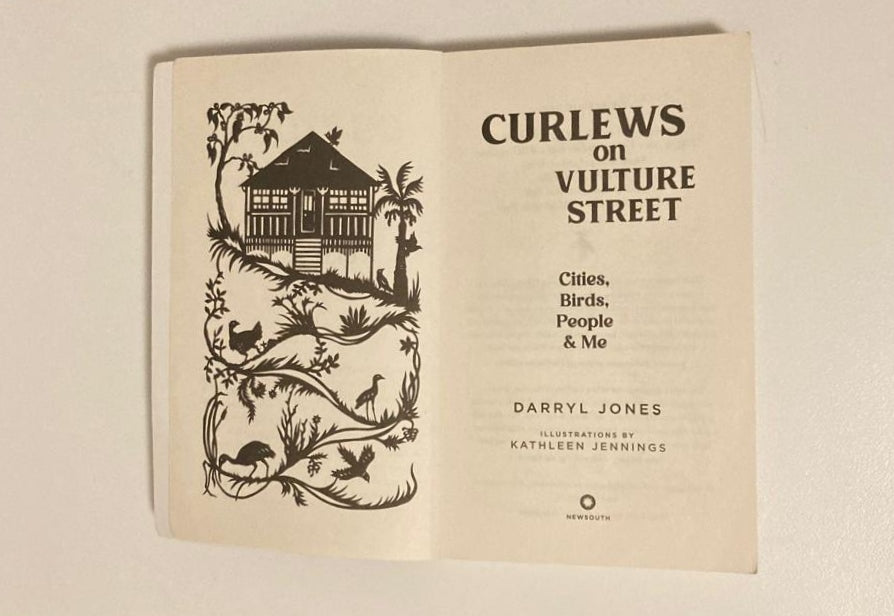 CURLEWS
on
VULTURE
STREET
Cities,
Birds,
People
& Me
DARRYL JONES
ILLUSTRATIONS BY
KATHLEEN JENNINGS
NEWSOUTH